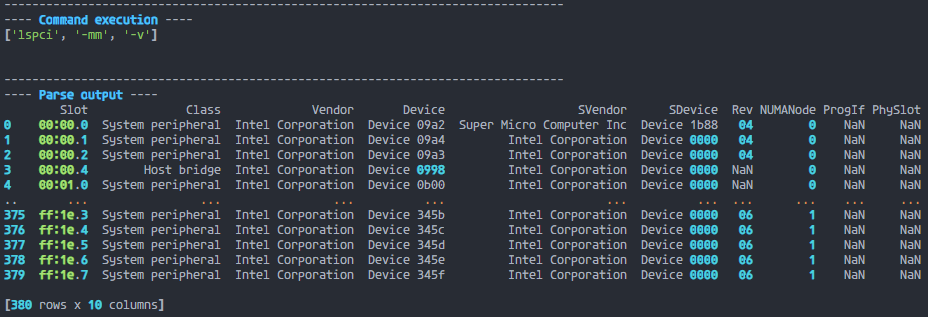 --------------------------------------------------------------------------------
---- Command execution ----
['lspci', '-mm', '-v']
--------------------------------------------------------------------------------
---- Parse output ----
Slot Class Vendor Device SVendor SDevice Rev NUMANode ProgIf PhySlot
0 00:00.0 System peripheral Intel Corporation Device 09a2 Super Micro Computer Inc Device 1b88 04 0 NaN NaN
1 00:00.1 System peripheral Intel Corporation Device 09a4 Intel Corporation Device 0000 04 0 NaN NaN
2 00:00.2 System peripheral Intel Corporation Device 09a3 Intel Corporation Device 0000 04 0 NaN NaN
3 00:00.4 Host bridge Intel Corporation Device 0998 Intel Corporation Device 0000 NaN 0 NaN NaN
4 00:01.0 System peripheral Intel Corporation Device 0b00 Intel Corporation Device 0000 NaN 0 NaN NaN
.. ... ... ... ... ... ... ... ... ... ...
375 ff:1e.3 System peripheral Intel Corporation Device 345b Intel Corporation Device 0000 06 1 NaN NaN
376 ff:1e.4 System peripheral Intel Corporation Device 345c Intel Corporation Device 0000 06 1 NaN NaN
377 ff:1e.5 System peripheral Intel Corporation Device 345d Intel Corporation Device 0000 06 1 NaN NaN
378 ff:1e.6 System peripheral Intel Corporation Device 345e Intel Corporation Device 0000 06 1 NaN NaN
379 ff:1e.7 System peripheral Intel Corporation Device 345f Intel Corporation Device 0000 06 1 NaN NaN
[380 rows x 10 columns]